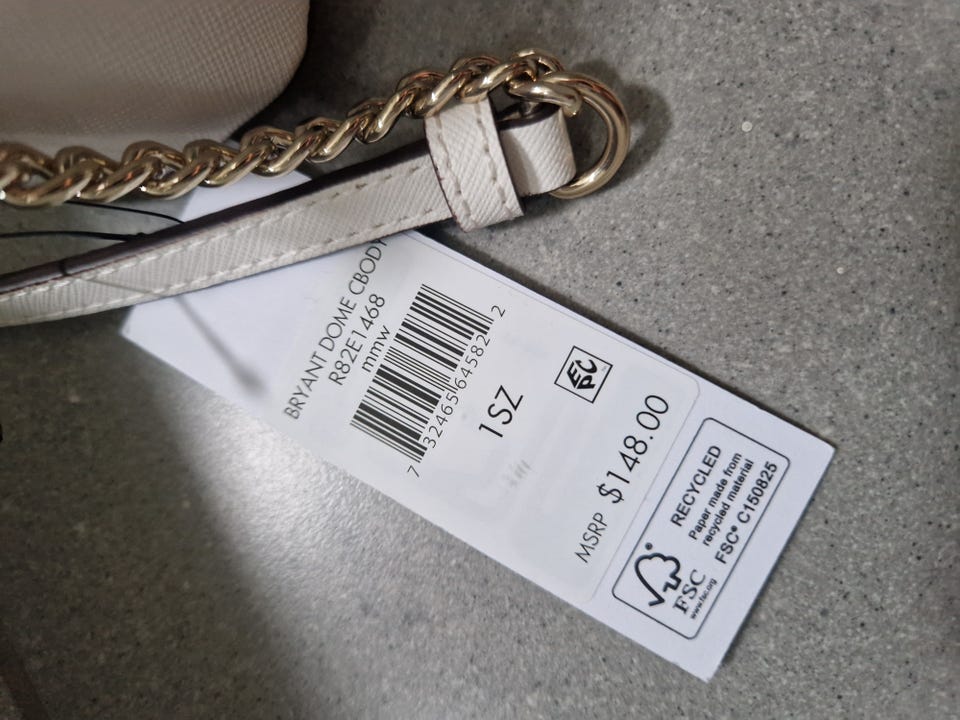 BRYANT DOME CBODY
R82E1468
mmw
7 32465 64582 2
1SZ
EPC
MSRP $148.00
RECYCLED
Paper made from
recycled material
FSC® C150825
®
FSC
www.fsc.org